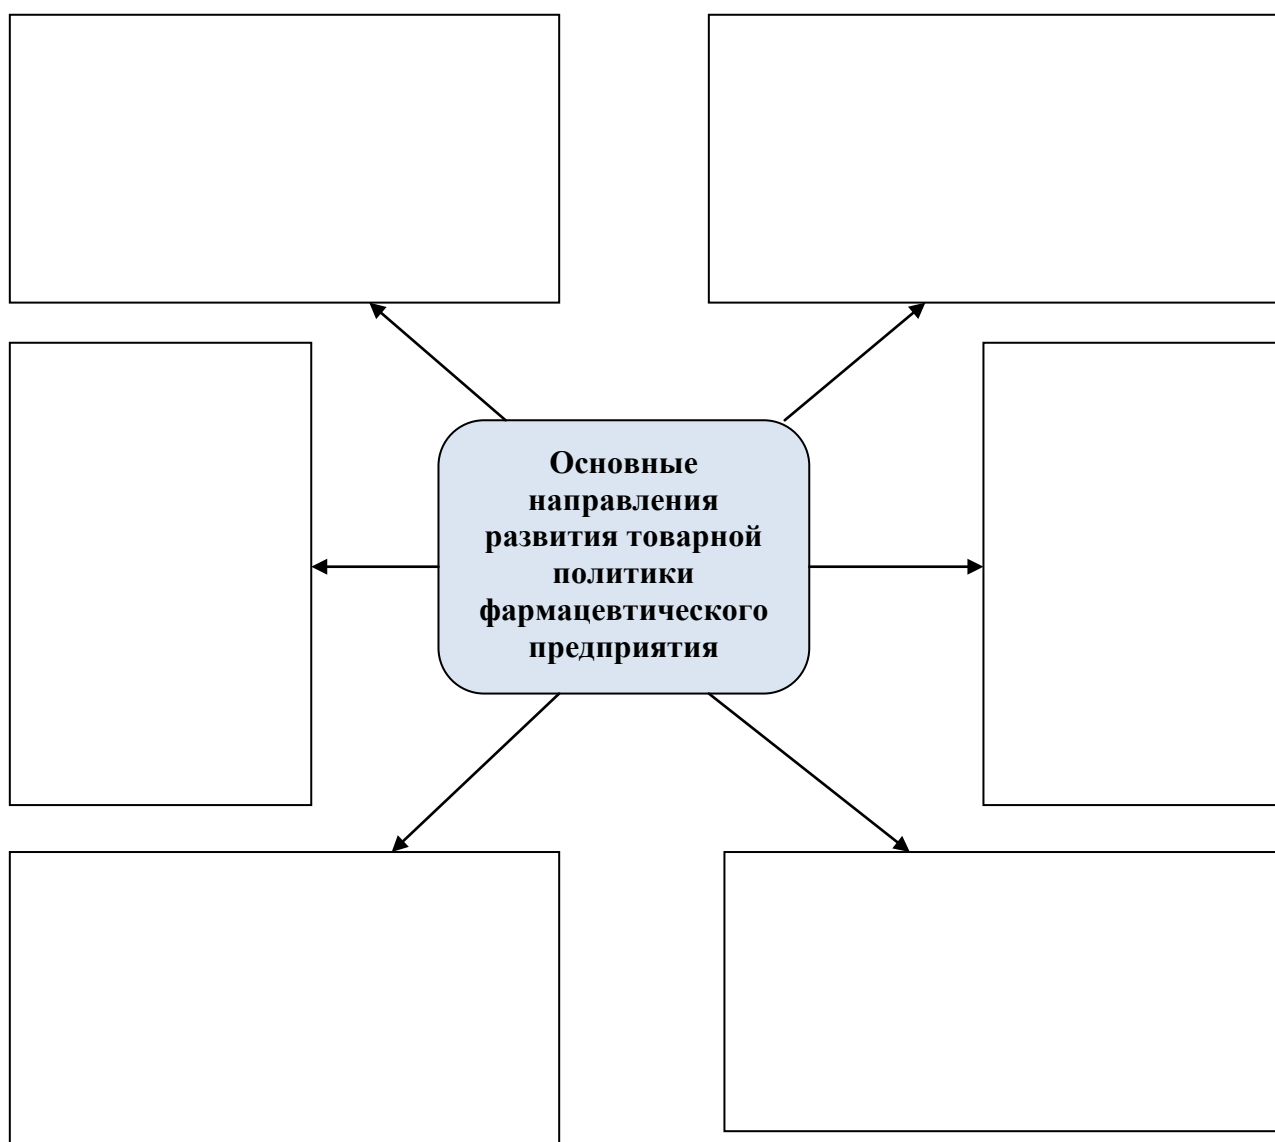 Основные
направления
развития товарной
политики
фармацевтического
предприятия